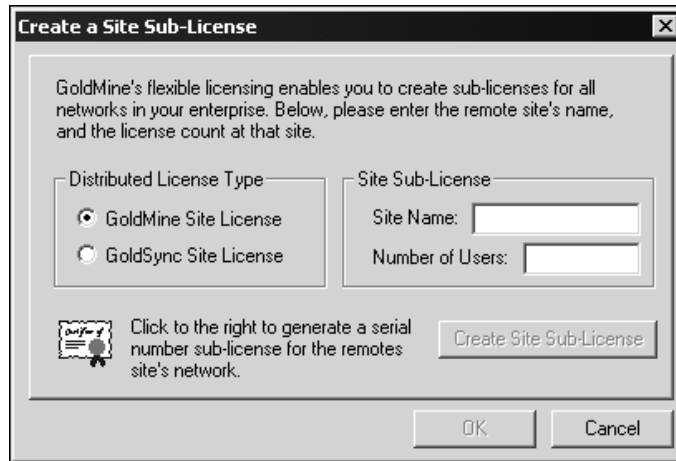 Create a Site Sub-License
GoldMine's flexible licensing enables you to create sub-licenses for all
networks in your enterprise. Below, please enter the remote site's name,
and the license count at that site.
Distributed License Type
GoldMine Site License
GoldSync Site License
Site Sub-License
Site Name:
Number of Users:
Click to the right to generate a serial
number sub-license for the remotes
site's network.
Create Site Sub-License
OK
Cancel